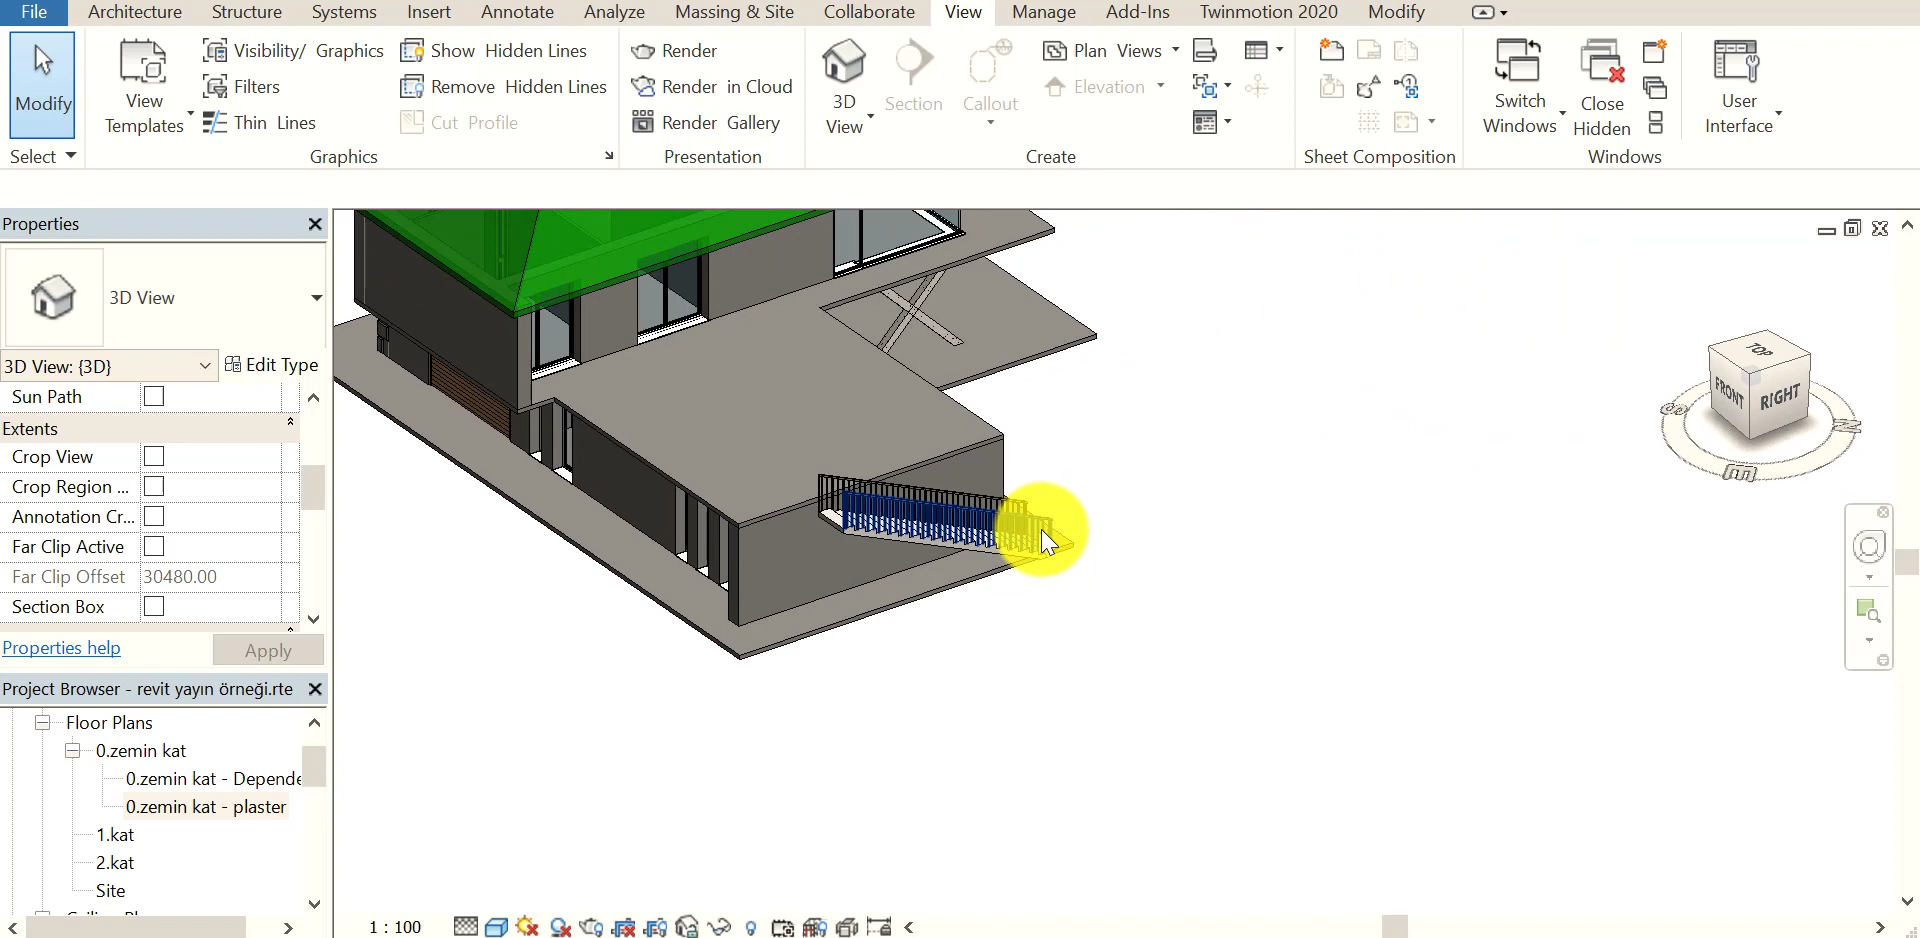 File Architecture Structure Systems Insert Annotate Analyze Massing & Site Collaborate View Manage Add-Ins Twinmotion 2020 Modify
Modify
Select
View
Templates
Visibility/ Graphics
Filters
Thin Lines
Show Hidden Lines
Remove Hidden Lines
Cut Profile
Graphics
Render
Render in Cloud
Render Gallery
Presentation
3D
View
Section
Callout
Plan Views
Elevation
Create
Sheet Composition
Switch
Windows
Close
Hidden
Windows
User
Interface
Properties
3D View
3D View: {3D}
Edit Type
Sun Path
Extents
Crop View
Crop Region ...
Annotation Cr...
Far Clip Active
Far Clip Offset 30480.00
Section Box
Properties help
Apply
Project Browser - revit yayın örneği.rte
Floor Plans
0.zemin kat
0.zemin kat - Depende
0.zemin kat - plaster
1.kat
2.kat
Site
TOP
FRONT
RIGHT
1 : 100